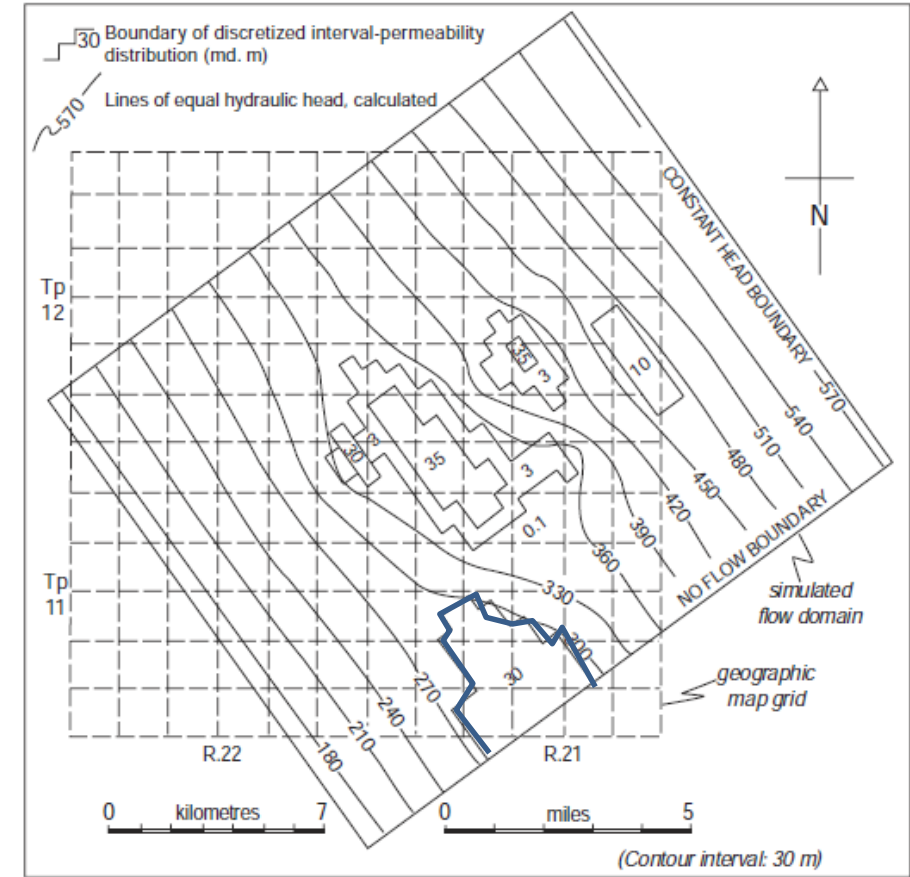 30 Boundary of discretized interval-permeability
distribution (md. m)
570
Lines of equal hydraulic head, calculated
N
CONSTANT HEAD BOUNDARY
570
Tp
12
35
3
10
540
510
480
450
420
390
360
330
300
3
30
35
3
0.1
NO FLOW BOUNDARY
simulated
flow domain
Tp
11
30
geographic
map grid
270
240
210
180
R.22
R.21
0 kilometres 7
0 miles 5
(Contour interval: 30 m)